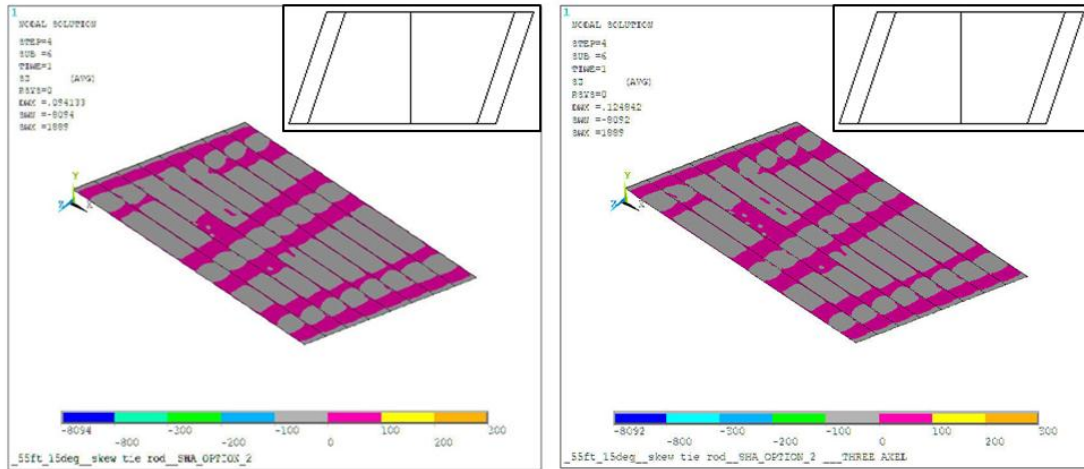 1
NODAL SOLUTION
STEP=4
SUB =6
TIME=1
S3 (AVG)
RSYS=0
DMX =.094133
SMN =-8094
SMX =1889
Y
Z X
-8094 -300 -100 100 300
-800 -200 0 200
_55ft_15deg__skew tie rod__SHA_OPTION_2
1
NODAL SOLUTION
STEP=4
SUB =6
TIME=1
S3 (AVG)
RSYS=0
DMX =.124842
SMN =-8092
SMX =1889
Y
Z X
-8092 -300 -100 100 300
-800 -200 0 200
_55ft_15deg__skew tie rod__SHA_OPTION_2 ___THREE AXEL